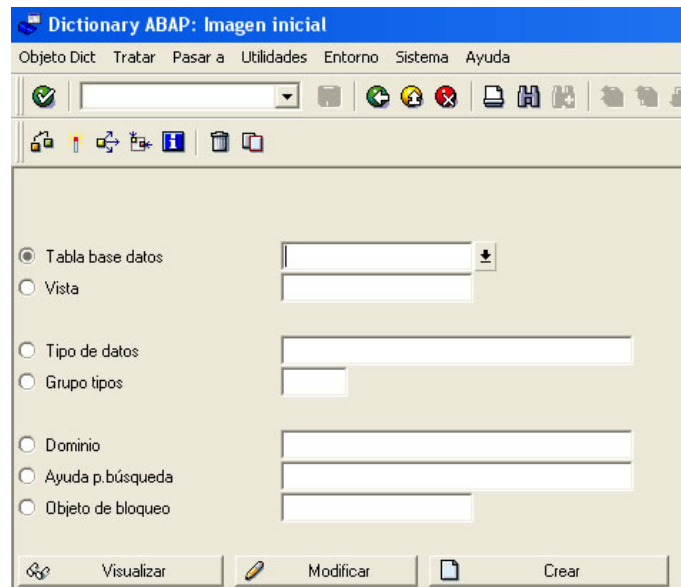 Dictionary ABAP: Imagen inicial
Objeto Dict Tratar Pasar a Utilidades Entorno Sistema Ayuda
Tabla base datos
Vista
Tipo de datos
Grupo tipos
Dominio
Ayuda p.búsqueda
Objeto de bloqueo
Visualizar Modificar Crear